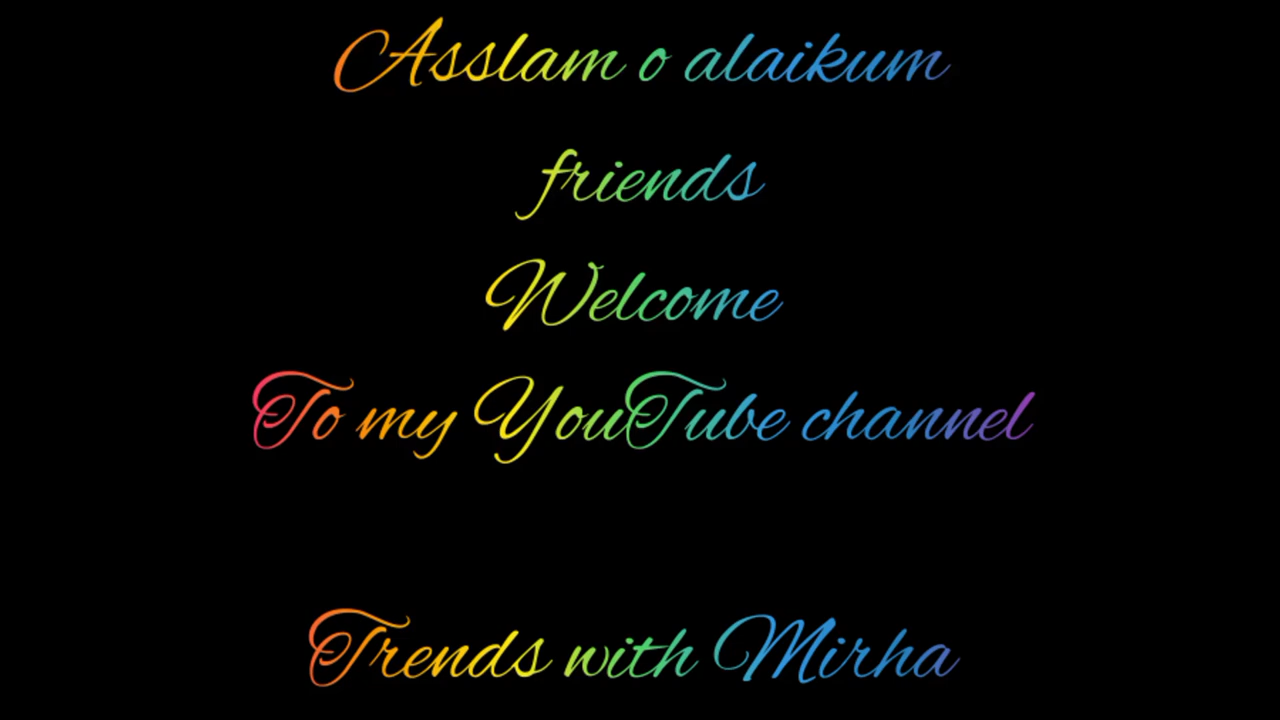 Asslam o alaikum
friends
Welcome
To my YouTube channel
Trends with Mirha